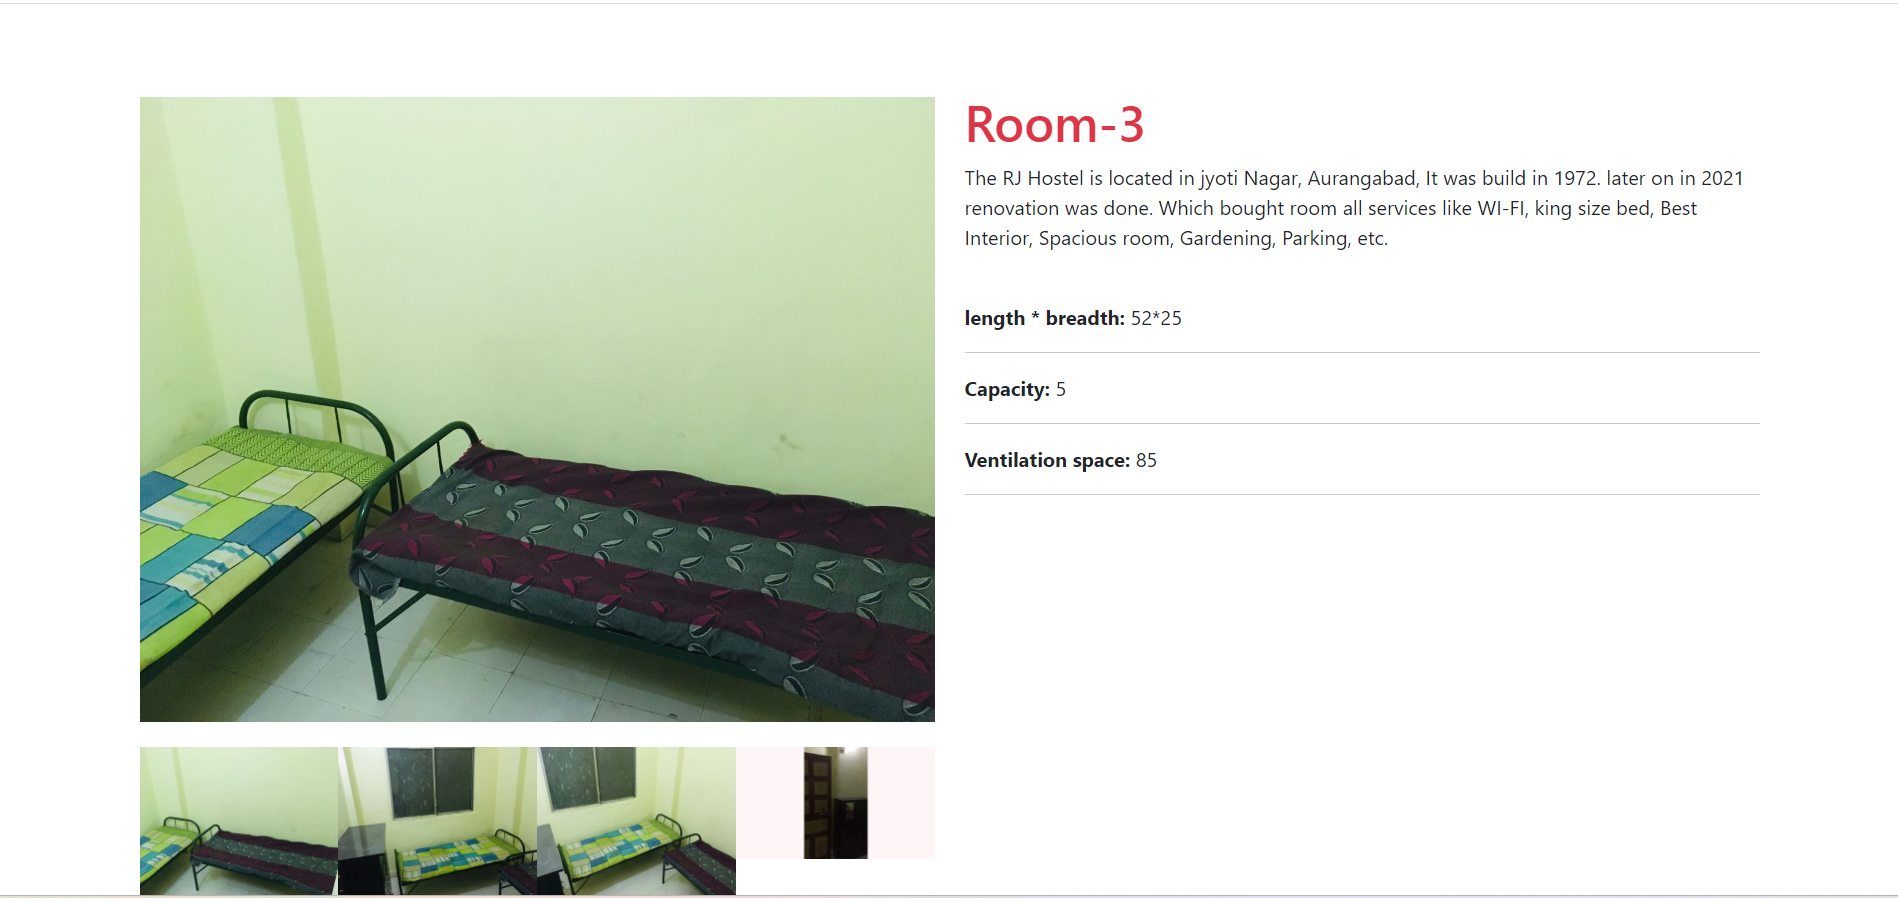 Room-3
The RJ Hostel is located in jyoti Nagar, Aurangabad, It was build in 1972. later on in 2021
renovation was done. Which bought room all services like WI-FI, king size bed, Best
Interior, Spacious room, Gardening, Parking, etc.
length * breadth: 52*25
Capacity: 5
Ventilation space: 85